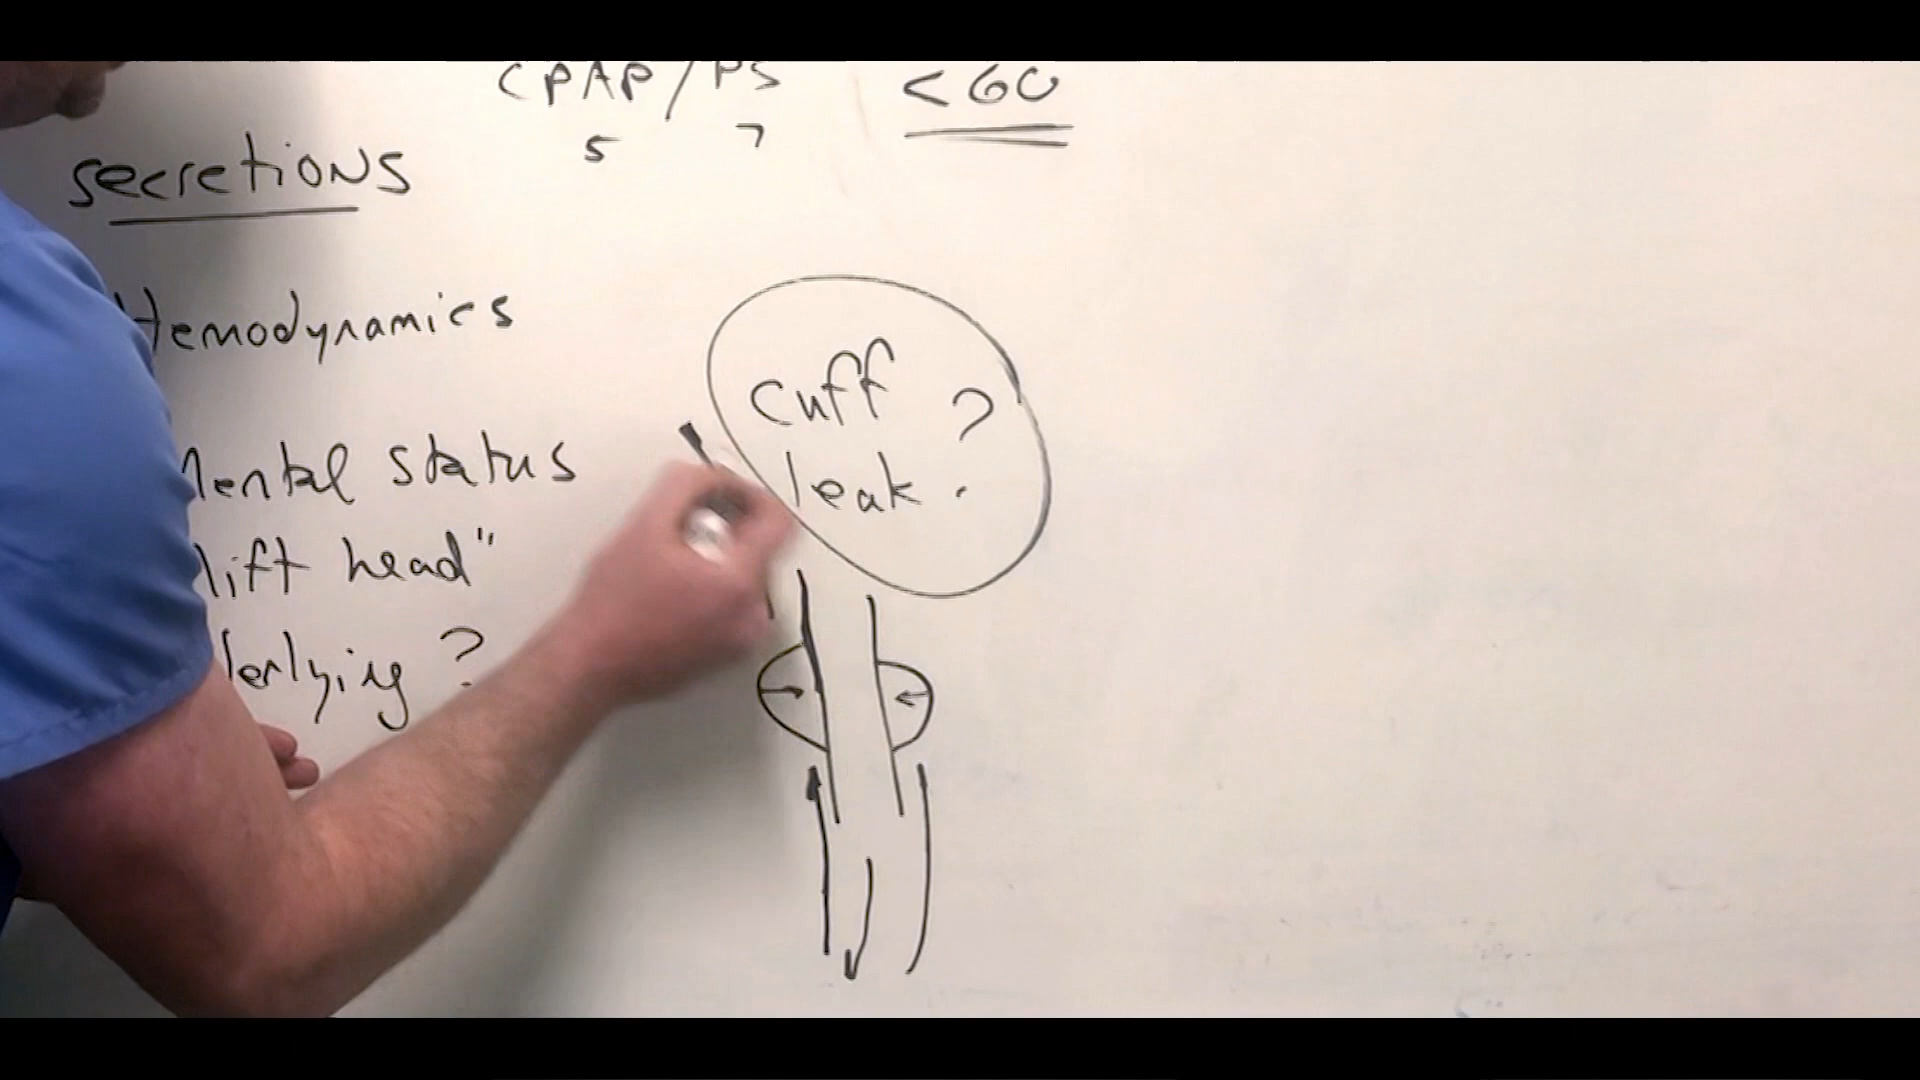 CPAP/PS <60
5 7
secretions
Hemodynamics
cuff
leak ?
Mental status
lift head"
?